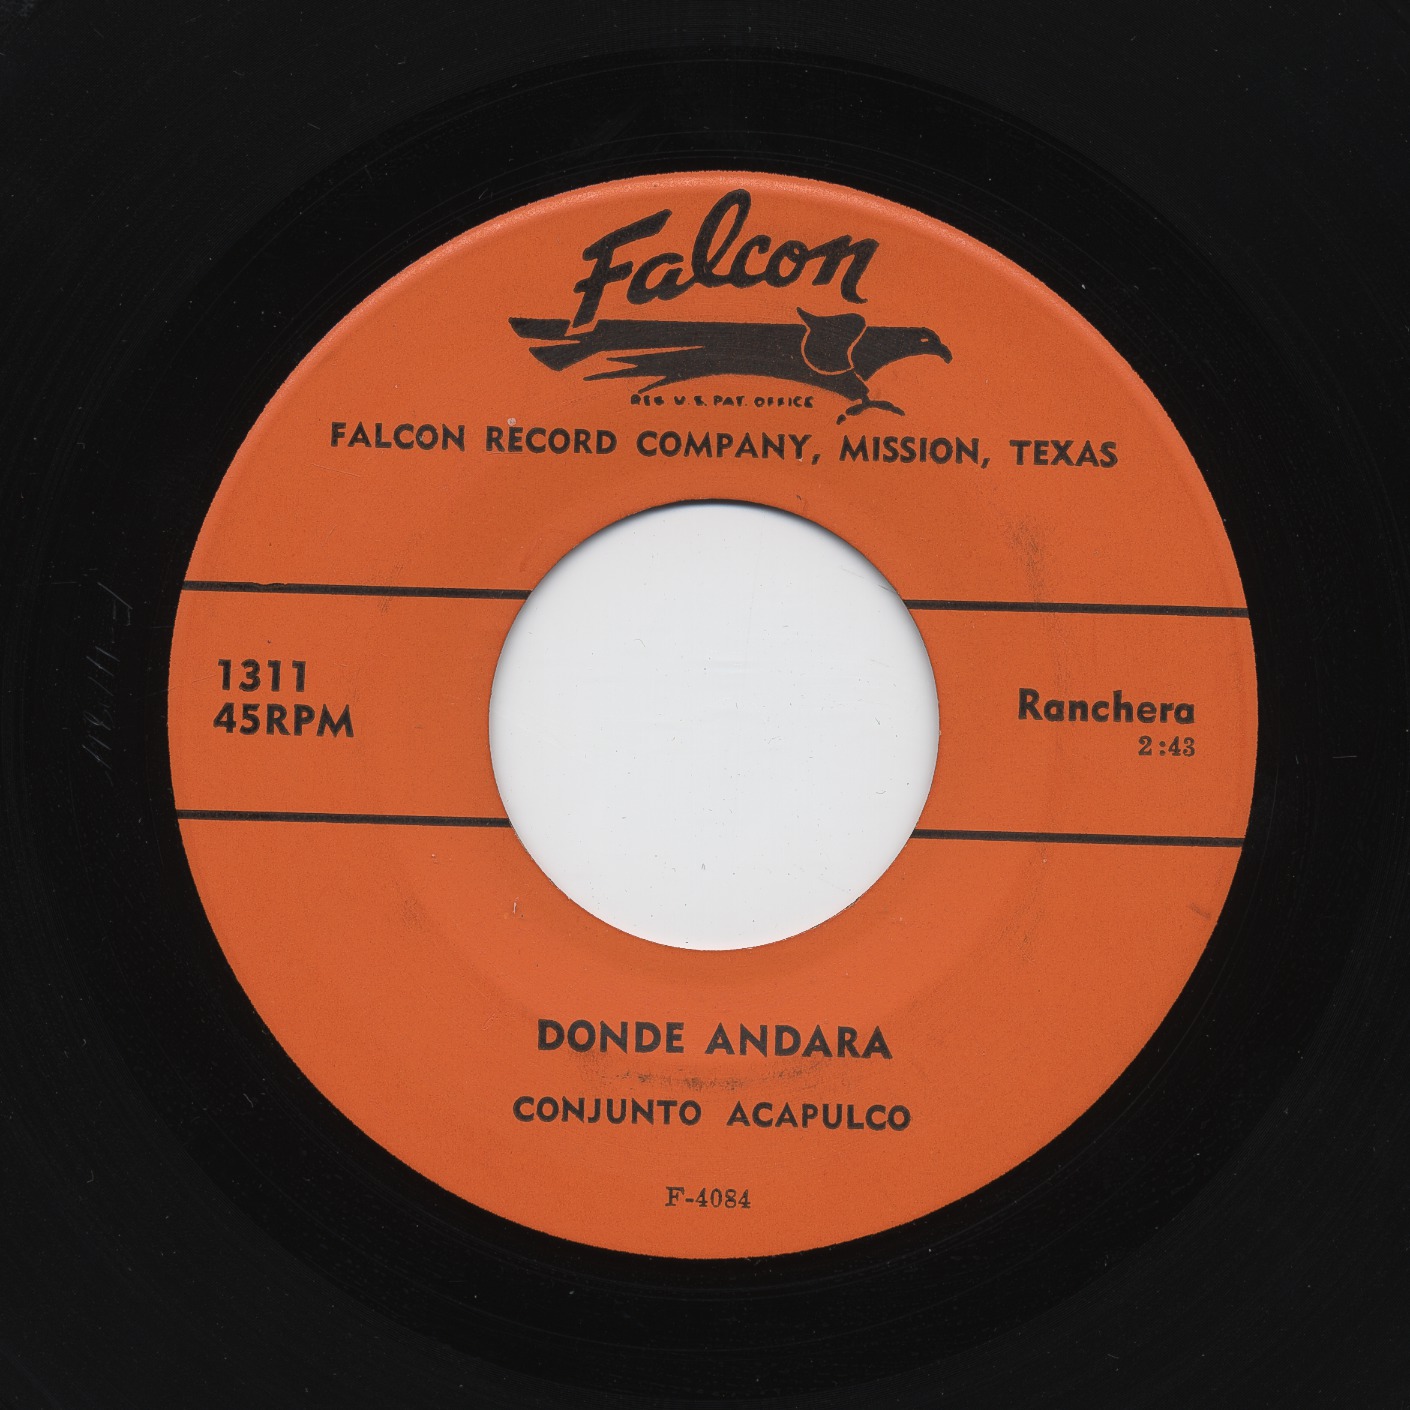 Falcon
REG U.S. PAT. OFFICE
FALCON RECORD COMPANY, MISSION, TEXAS
1311
45RPM
Ranchera
2:43
DONDE ANDARA
CONJUNTO ACAPULCO
F-4084